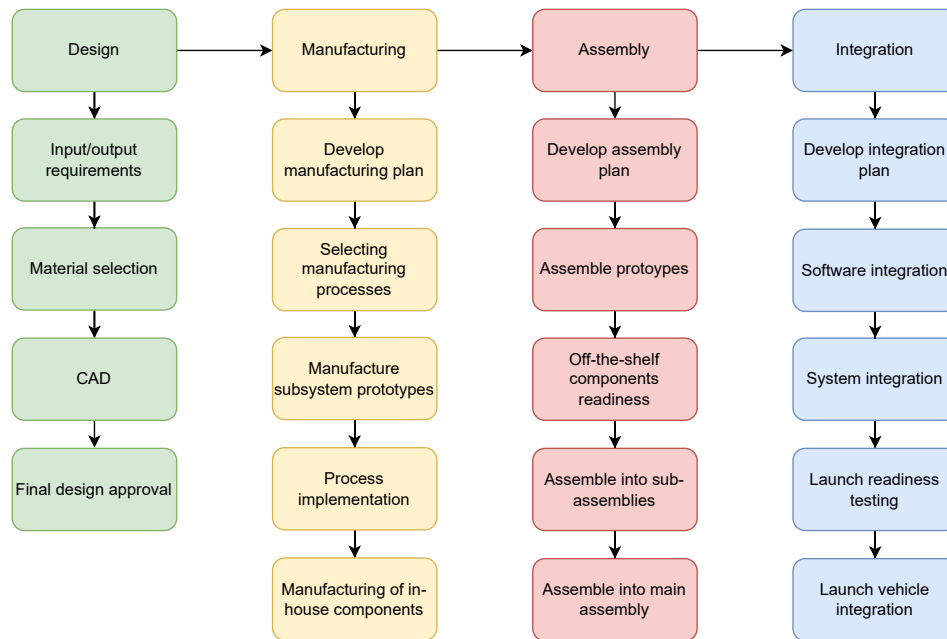 Design
Manufacturing
Assembly
Integration
Input/output
requirements
Develop
manufacturing plan
Develop assembly
plan
Develop integration
plan
Material selection
Selecting
manufacturing
processes
Assemble protoypes
Software integration
CAD
Manufacture
subsystem prototypes
Off-the-shelf
components
readiness
System integration
Final design approval
Process
implementation
Assemble into sub-
assemblies
Launch readiness
testing
Manufacturing of in-
house components
Assemble into main
assembly
Launch vehicle
integration